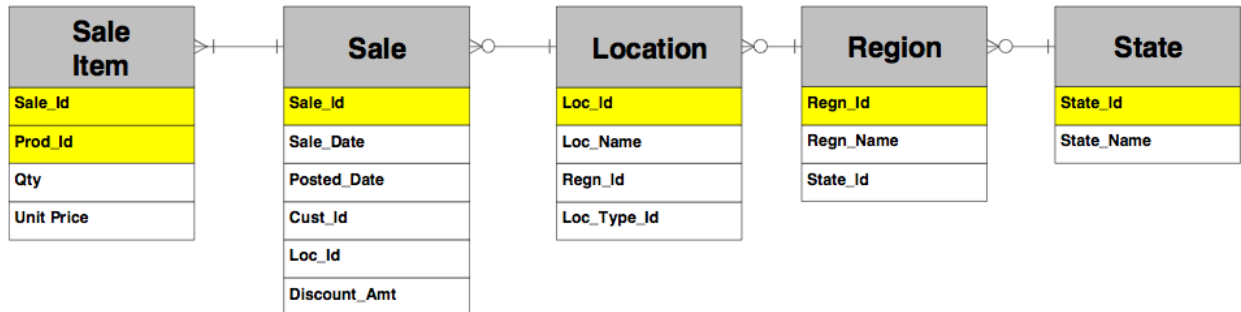 Sale
Item
Sale_Id
Prod_Id
Qty
Unit Price
Sale
Sale_Id
Sale_Date
Posted_Date
Cust_Id
Loc_Id
Discount_Amt
Location
Loc_Id
Loc_Name
Regn_Id
Loc_Type_Id
Region
Regn_Id
Regn_Name
State_Id
State
State_Id
State_Name